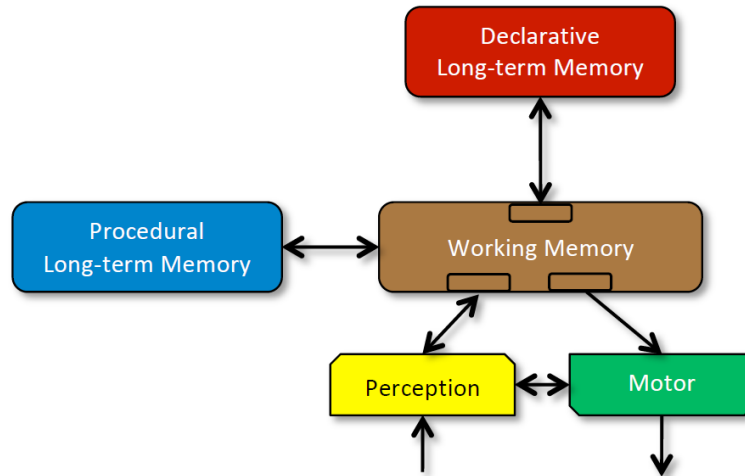 Declarative
Long-term Memory
Procedural
Long-term Memory
Working Memory
Perception
Motor